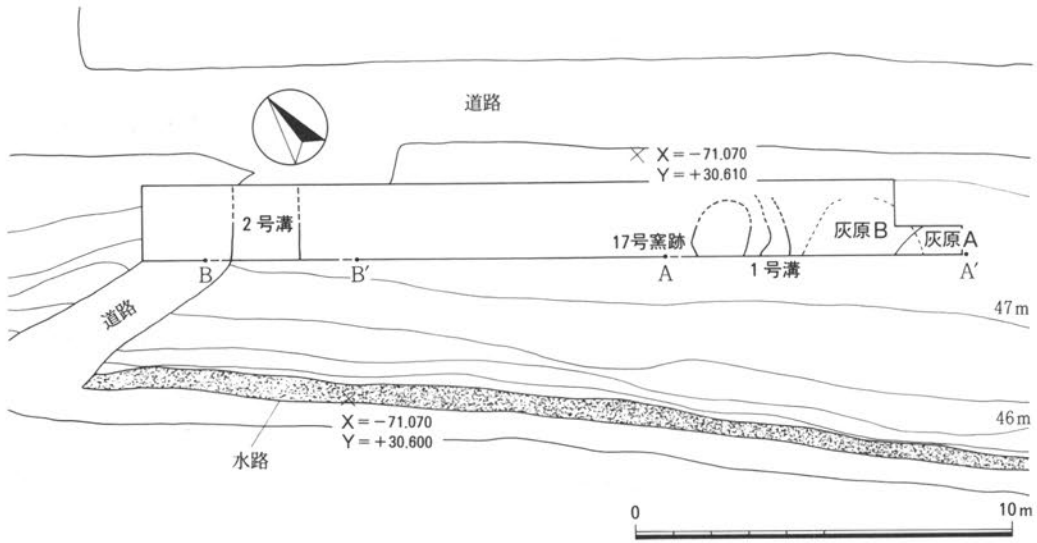 道路
X=-71.070
Y=+30.610
2号溝
17号窯跡
1号溝
灰原B
灰原A
B
B'
A
A'
道路
47m
46m
X=-71.070
Y=+30.600
水路
0
10m